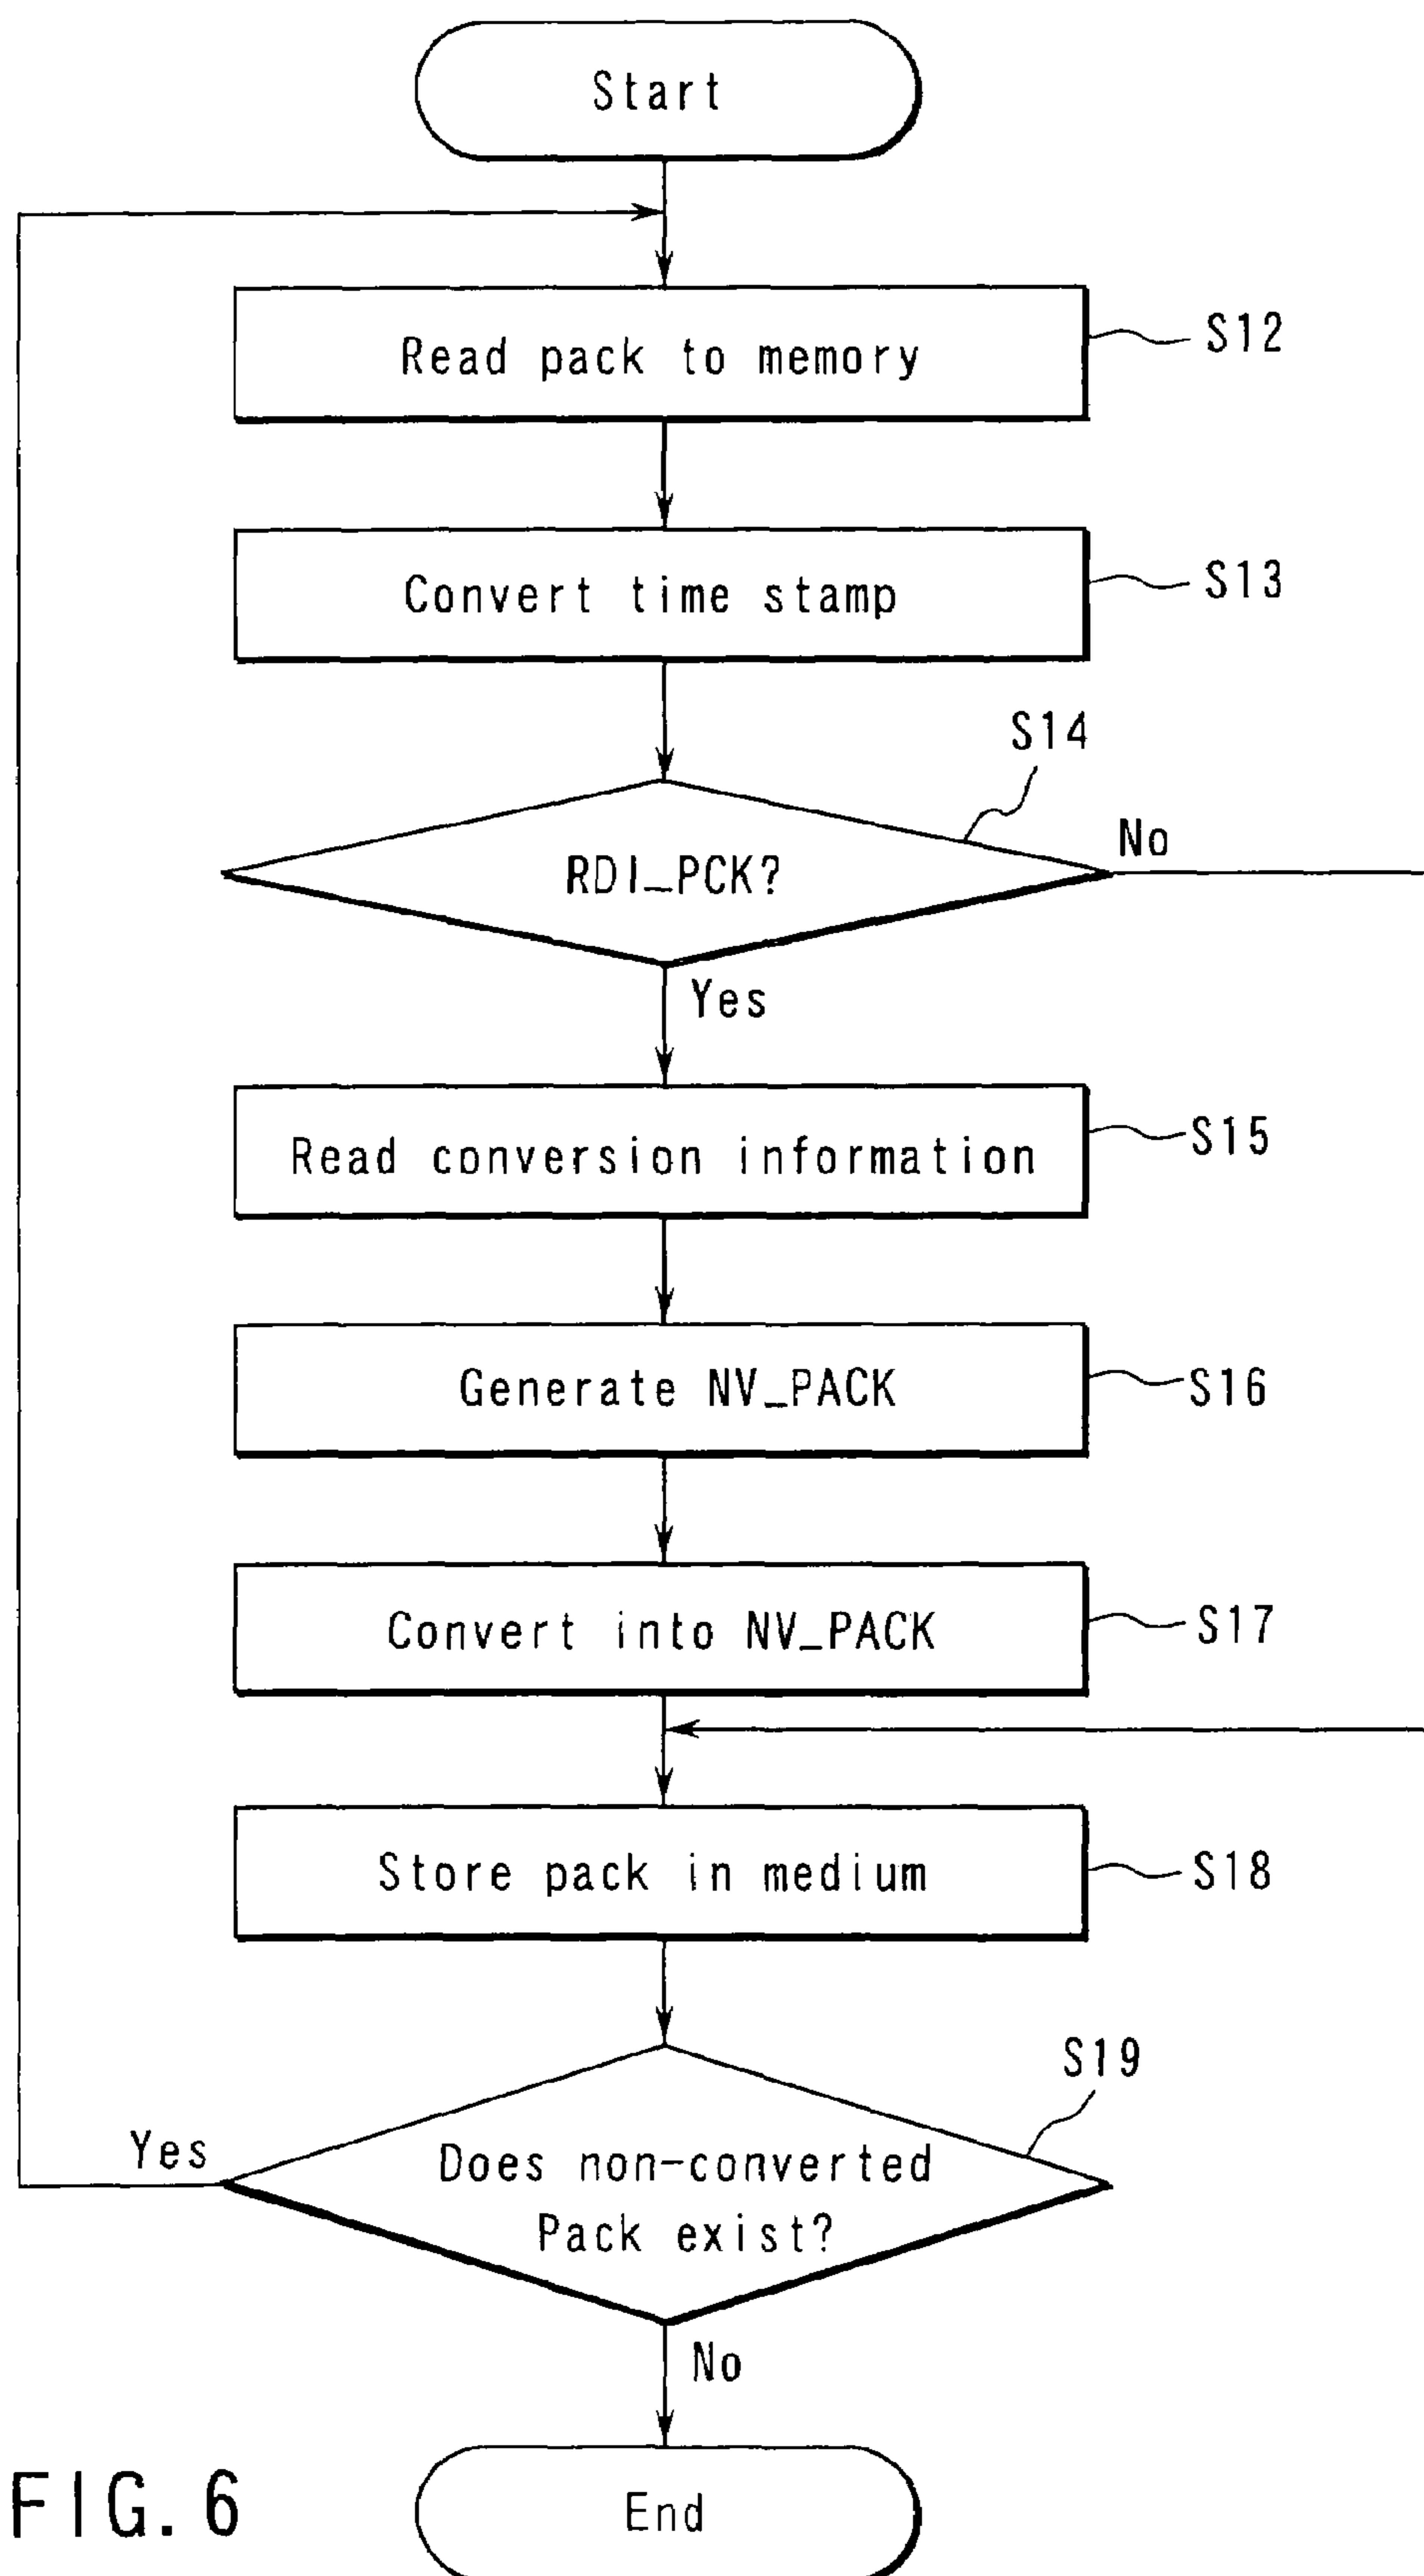 Start
Read pack to memory
S12
Convert time stamp
S13
S14
RDI_PCK?
No
Yes
Read conversion information
S15
Generate NV_PACK
S16
Convert into NV_PACK
S17
Store pack in medium
S18
S19
Yes
Does non-converted
Pack exist?
No
End
FIG. 6